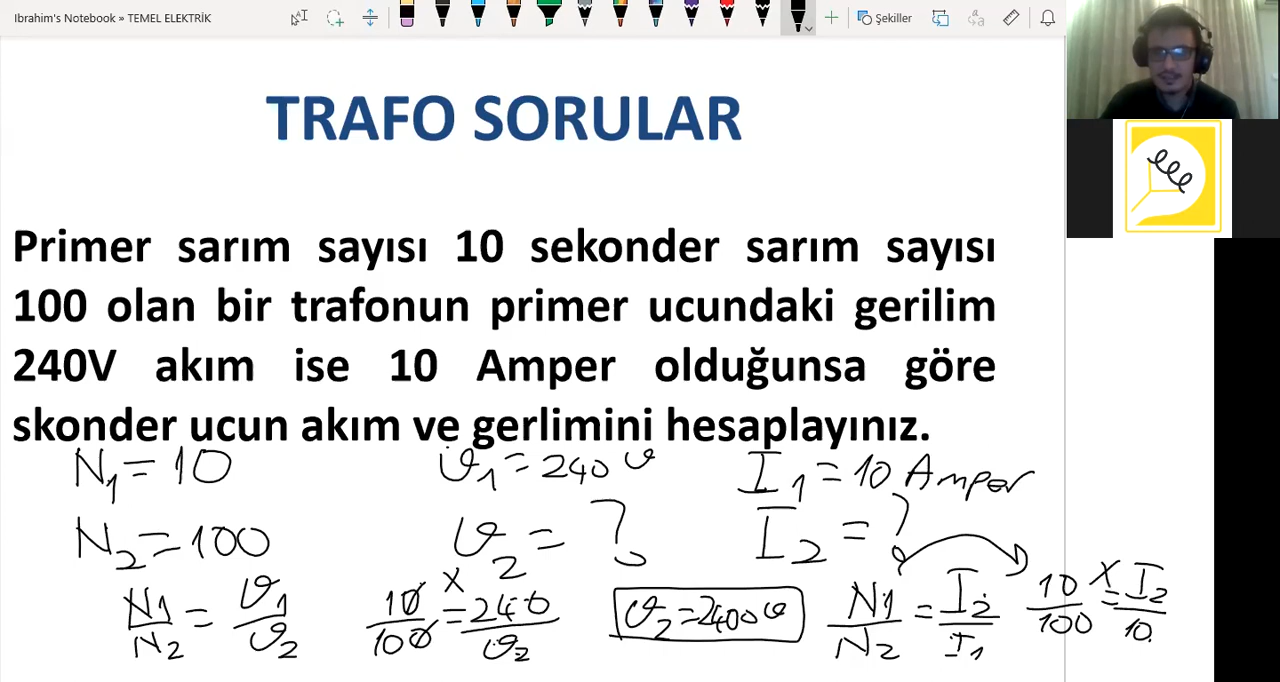 Ibrahim's Notebook » TEMEL ELEKTRİK
Şekiller
TRAFO SORULAR
Primer sarım sayısı 10 sekonder sarım sayısı
100 olan bir trafonun primer ucundaki gerilim
240V akım ise 10 Amper olduğunsa göre
skonder ucun akım ve gerlimini hesaplayınız.
N1 = 10 U1 = 240 V I1 = 10 Amper
N2 = 100 U2 = ? I2 = ?
N1/N2 = U1/U2 10/100 = 240/U2 U2 = 2400 V N1/N2 = I2/I1 10/100 = I2/10